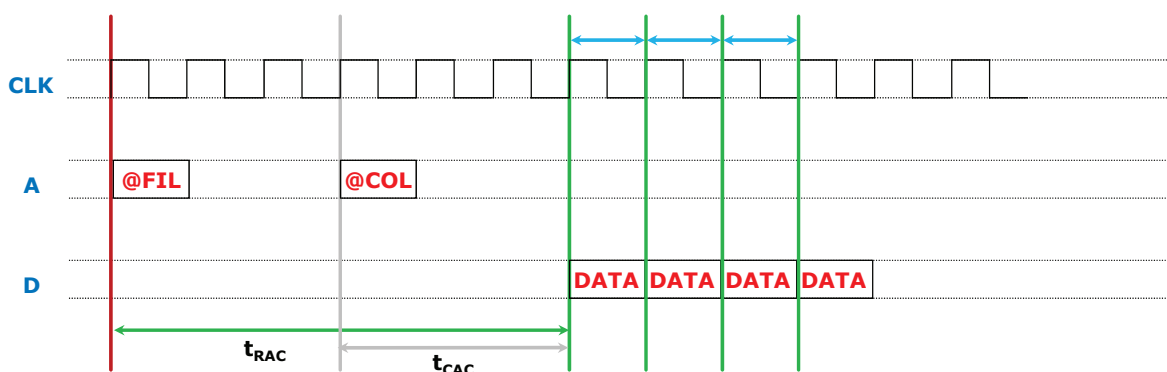 CLK
A @FIL @COL
D DATA DATA DATA DATA
tRAC
tCAC